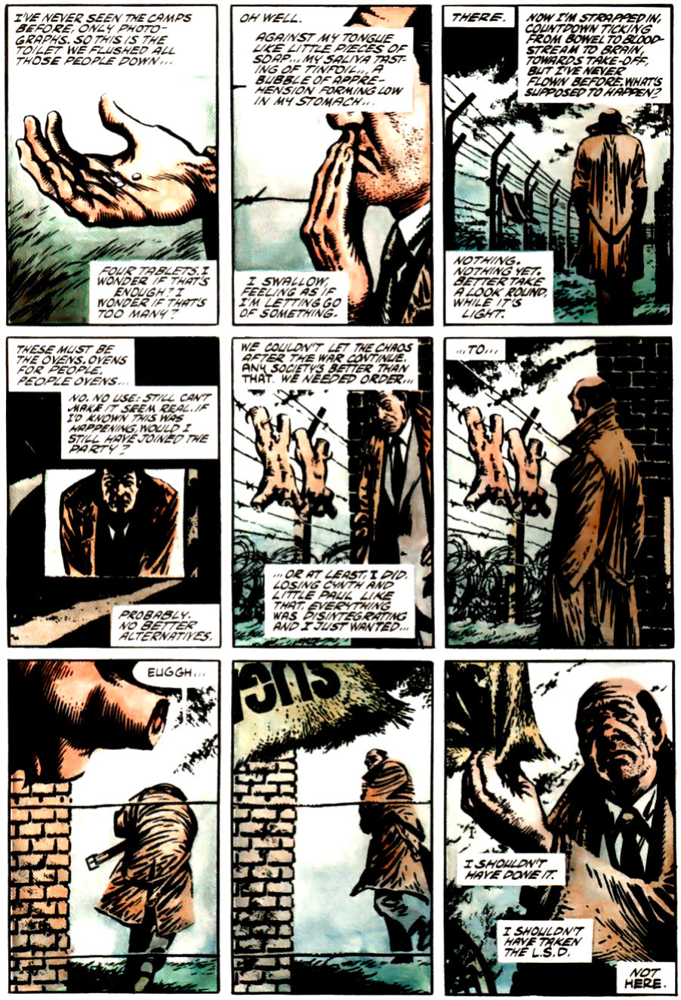 I'VE NEVER SEEN THE CAMPS
BEFORE, ONLY PHOTO-
GRAPHS. SO THIS IS THE
TOILET WE FLUSHED ALL
THOSE PEOPLE DOWN...
FOUR TABLETS. I
WONDER IF THAT'S
ENOUGH? I
WONDER IF THAT'S
TOO MANY?
OH WELL.
AGAINST MY TONGUE
LIKE LITTLE PIECES OF
SOAP... MY SALIVA TAST-
ING OF TINFOIL... A
BUBBLE OF APPRE-
HENSION FORMING LOW
IN MY STOMACH...
I SWALLOW,
FEELING AS IF
I'M LETTING GO
OF SOMETHING.
THERE.
NOW I'M STRAPPED IN,
COUNTDOWN TICKING
FROM BOWEL TO BLOOD-
STREAM TO BRAIN,
TOWARDS TAKE-OFF,
BUT I'VE NEVER
FLOWN BEFORE. WHAT'S
SUPPOSED TO HAPPEN?
NOTHING.
NOTHING YET.
BETTER TAKE
A LOOK ROUND,
WHILE IT'S
LIGHT.
THESE MUST BE
THE OVENS. OVENS
FOR PEOPLE.
PEOPLE OVENS...
NO. NO USE: STILL CAN'T
MAKE IT SEEM REAL. IF
I'D KNOWN THIS WAS
HAPPENING, WOULD I
STILL HAVE JOINED THE
PARTY?
PROBABLY.
NO BETTER
ALTERNATIVES.
WE COULDN'T LET THE CHAOS
AFTER THE WAR CONTINUE.
ANY SOCIETY'S BETTER THAN
THAT. WE NEEDED ORDER...
...OR AT LEAST, I DID.
LOSING CYNTH AND
LITTLE PAUL LIKE
THAT. EVERYTHING
WAS DISINTEGRATING
AND I JUST WANTED...
...TO...
EUGGH...
I SHOULDN'T
HAVE DONE IT.
I SHOULDN'T
HAVE TAKEN
THE L.S.D.
NOT
HERE.